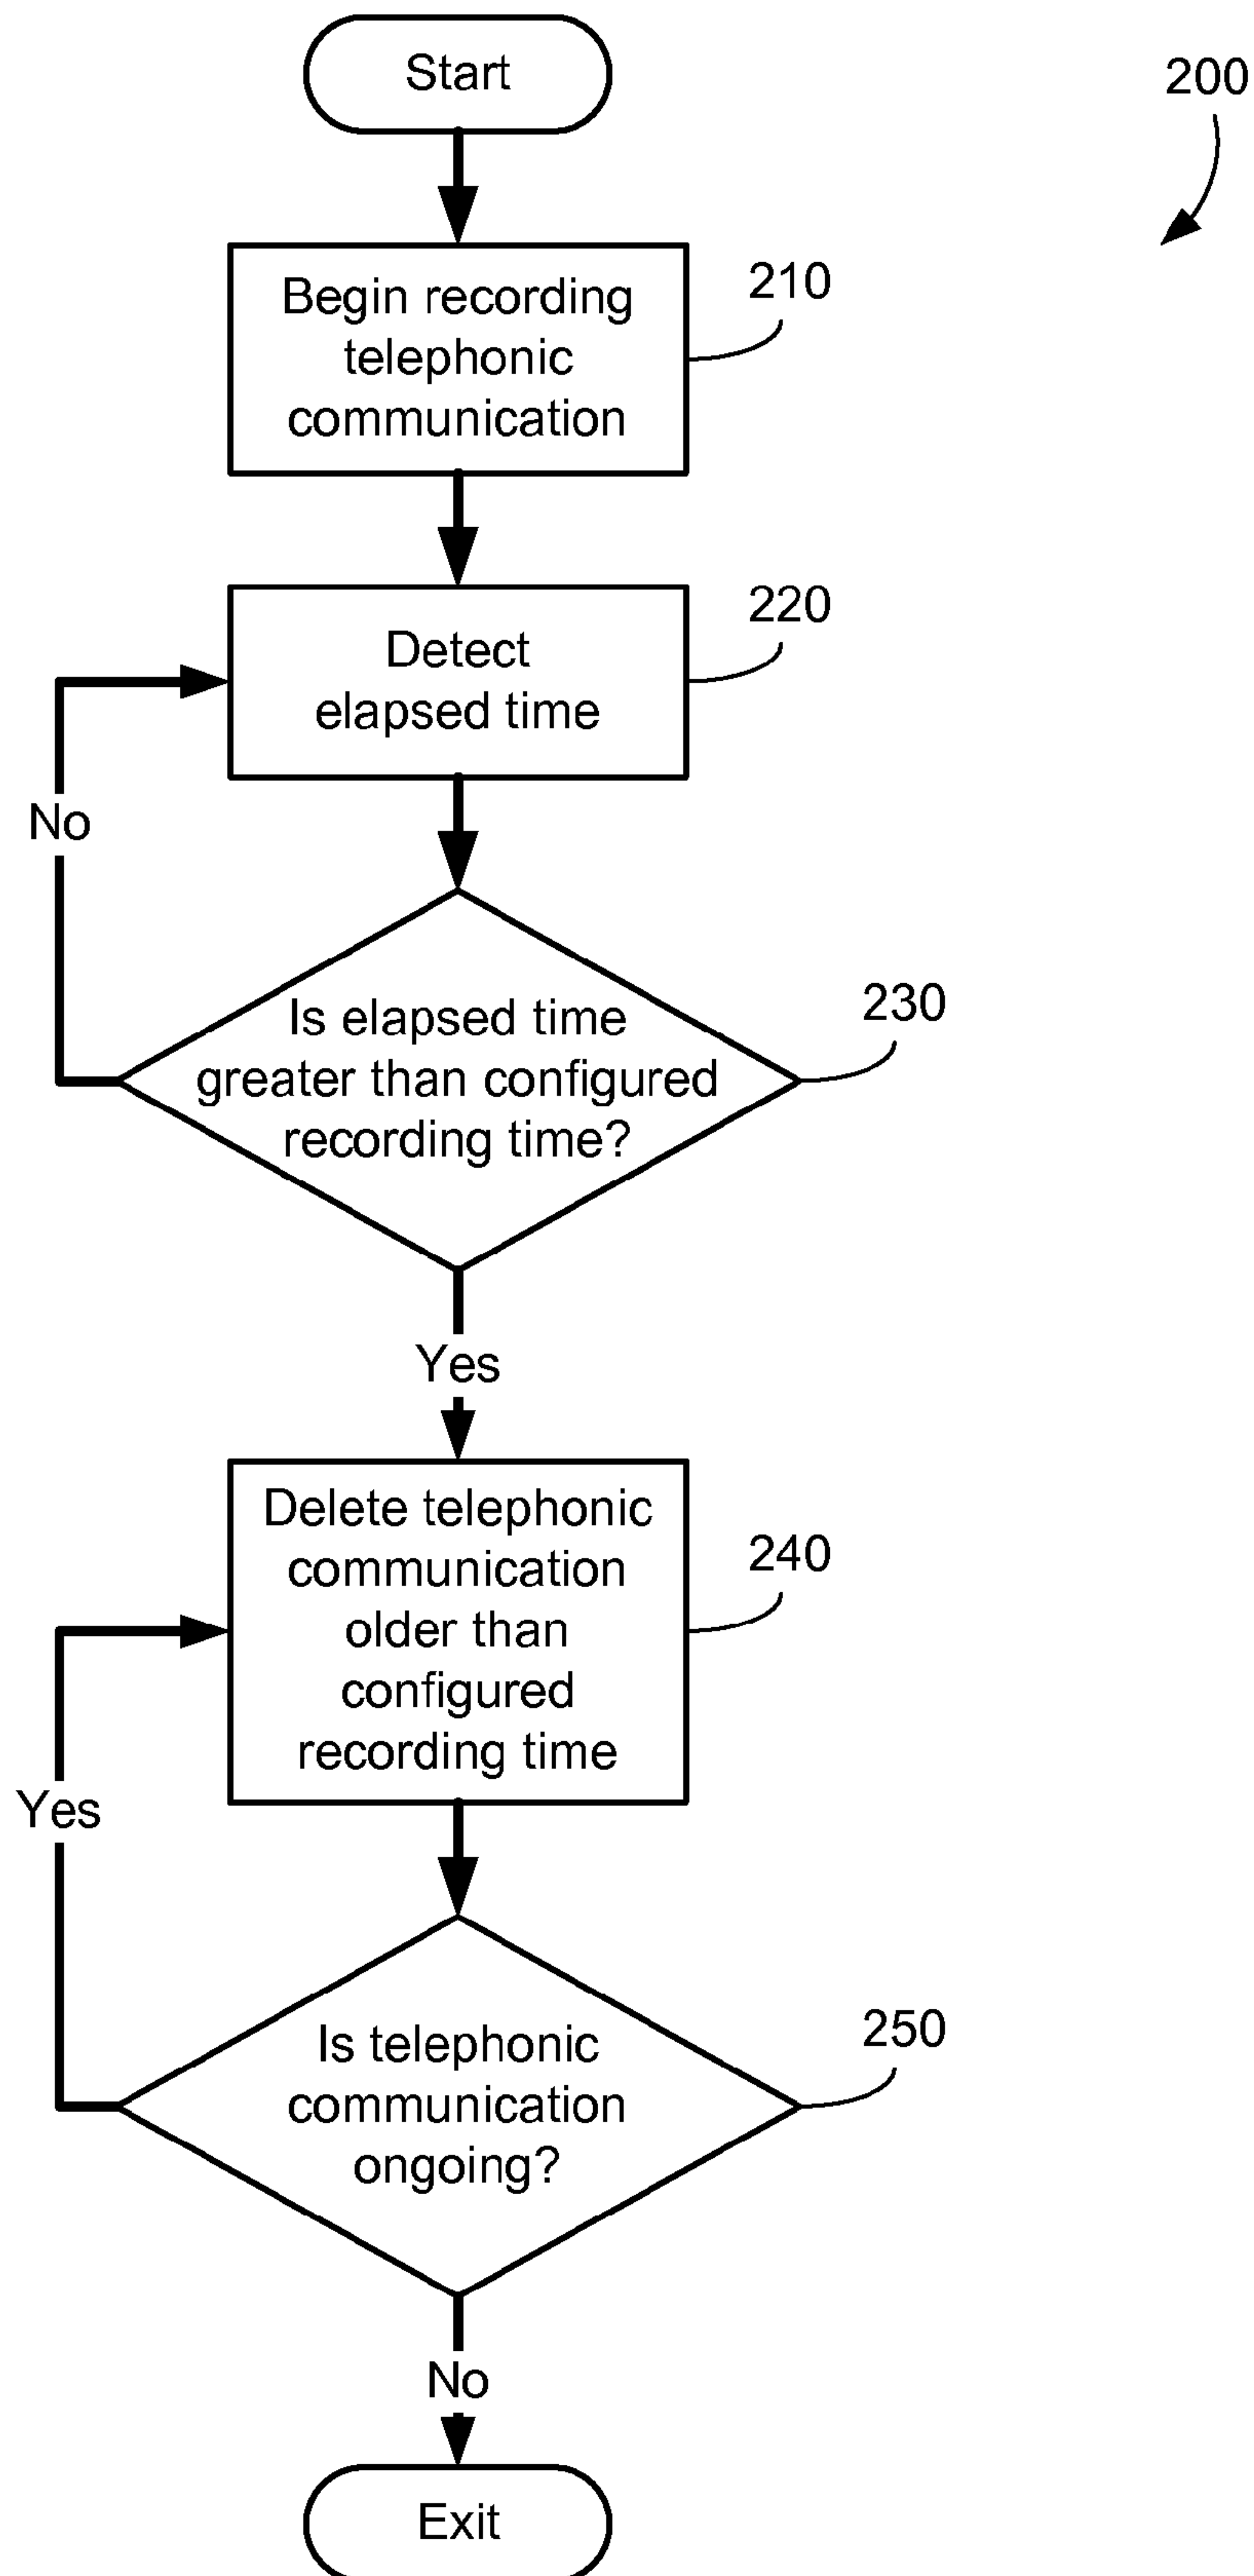 Start
200
Begin recording
telephonic
communication
210
Detect
elapsed time
220
No
Is elapsed time
greater than configured
recording time?
230
Yes
Delete telephonic
communication
older than
configured
recording time
240
Yes
Is telephonic
communication
ongoing?
250
No
Exit